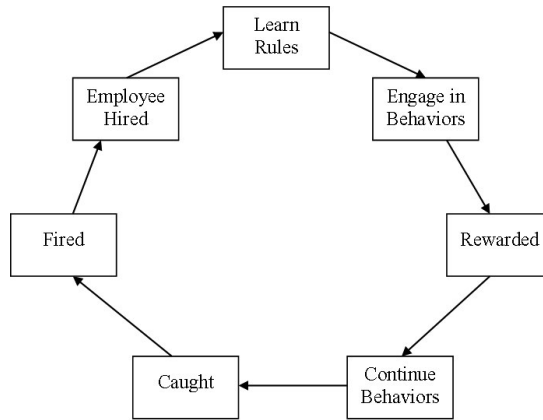 Learn
Rules
Engage in
Behaviors
Rewarded
Continue
Behaviors
Caught
Fired
Employee
Hired